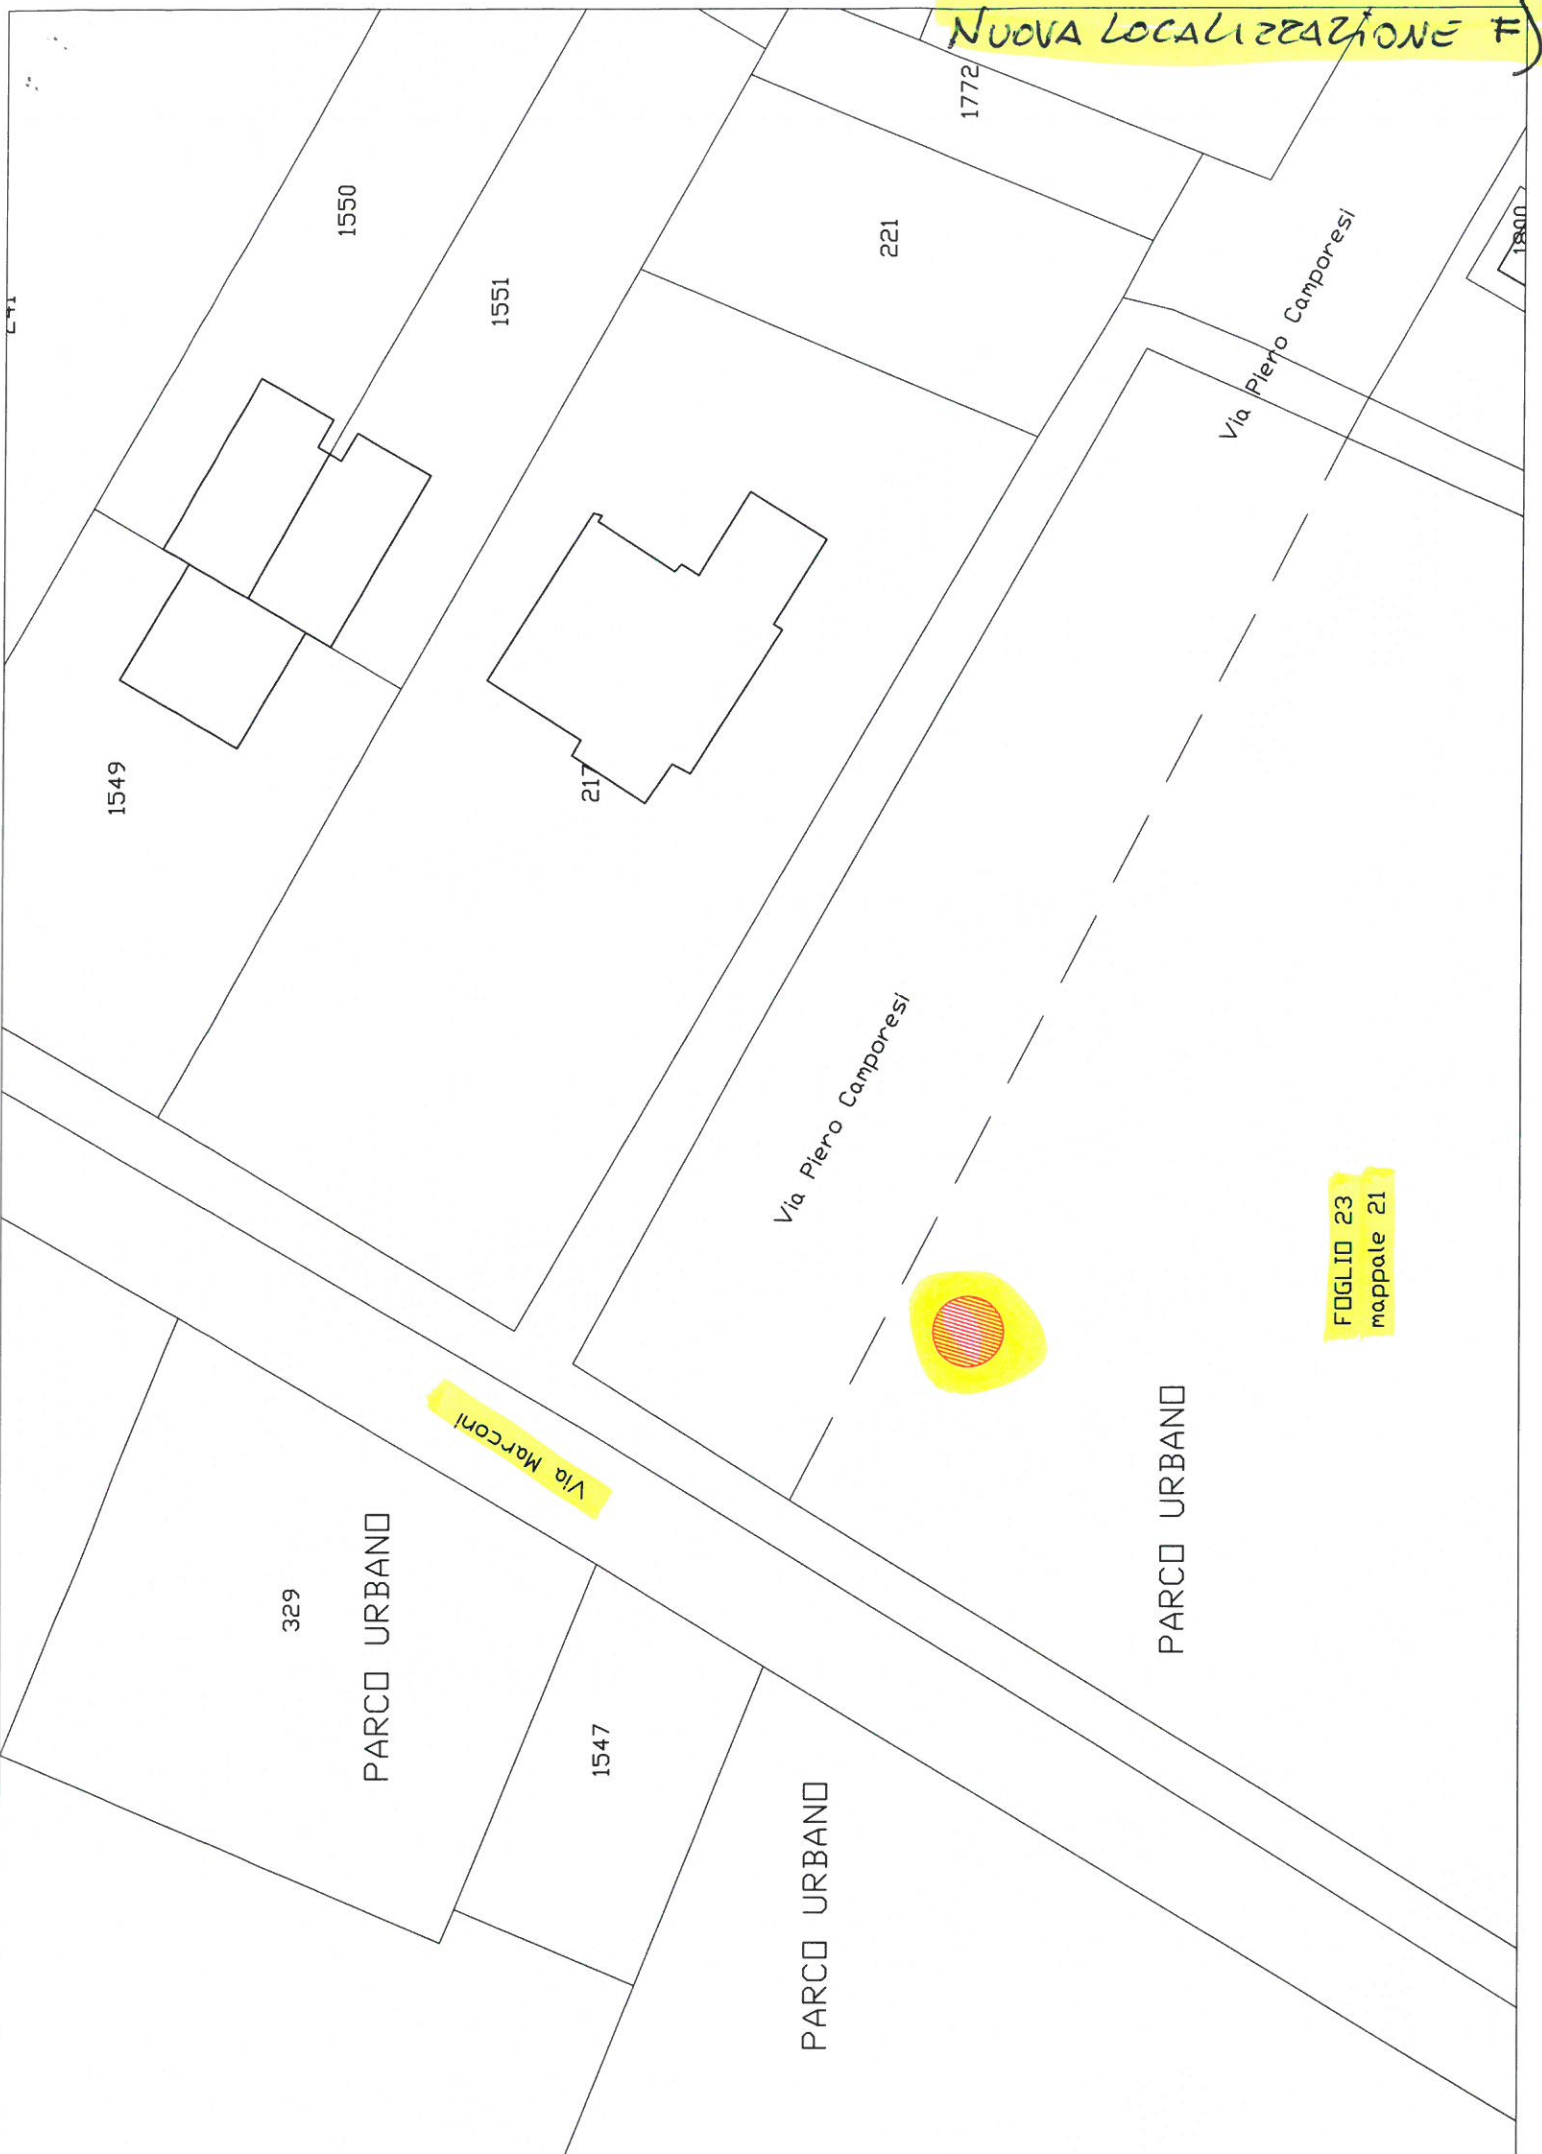 NUOVA LOCALIZZAZIONE F)
1772
1550
221
1551
1800
Via Piero Camporesi
217
1549
Via Piero Camporesi
FOGLIO 23
mappale 21
Via Marconi
PARCO URBANO
329
PARCO URBANO
1547
PARCO URBANO